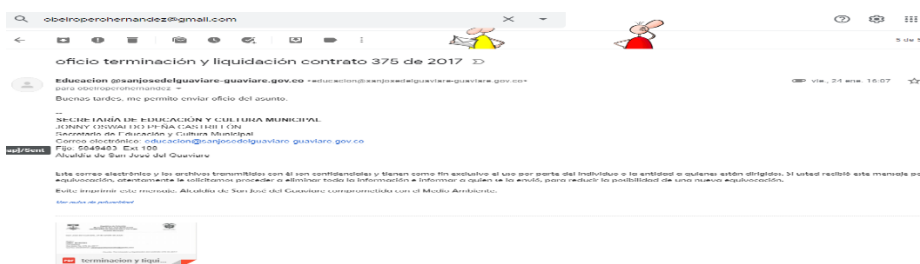 obeiroperohernandez@gmail.com
5 de 5
oficio terminación y liquidación contrato 375 de 2017
Educacion @sanjosedelguaviare-guaviare.gov.co <educacion@sanjosedelguaviare-guaviare.gov.co>
vie., 24 ene. 16:07
para obeiroperohernandez
Buenas tardes, me permito enviar oficio del asunto.
--
SECRETARÍA DE EDUCACIÓN Y CULTURA MUNICIPAL
JONNY OSWALDO PEÑA CASTRILLON
Secretario de Educación y Cultura Municipal
Correo electrónico: educacion@sanjosedelguaviare-guaviare.gov.co
Fijo: 5849483 Ext 108
Alcaldía de San José del Guaviare
Este correo electrónico y los archivos transmitidos con él son confidenciales y tienen como fin exclusivo el uso por parte del individuo o la entidad a quienes están dirigidos. Si usted recibió este mensaje por
equivocación, atentamente le solicitamos proceder a eliminar toda la información e informar a quien se la envió, para reducir la posibilidad de una nueva equivocación.
Evite imprimir este mensaje. Alcaldía de San José del Guaviare comprometida con el Medio Ambiente.
Ver aviso de privacidad
terminacion y liqui...